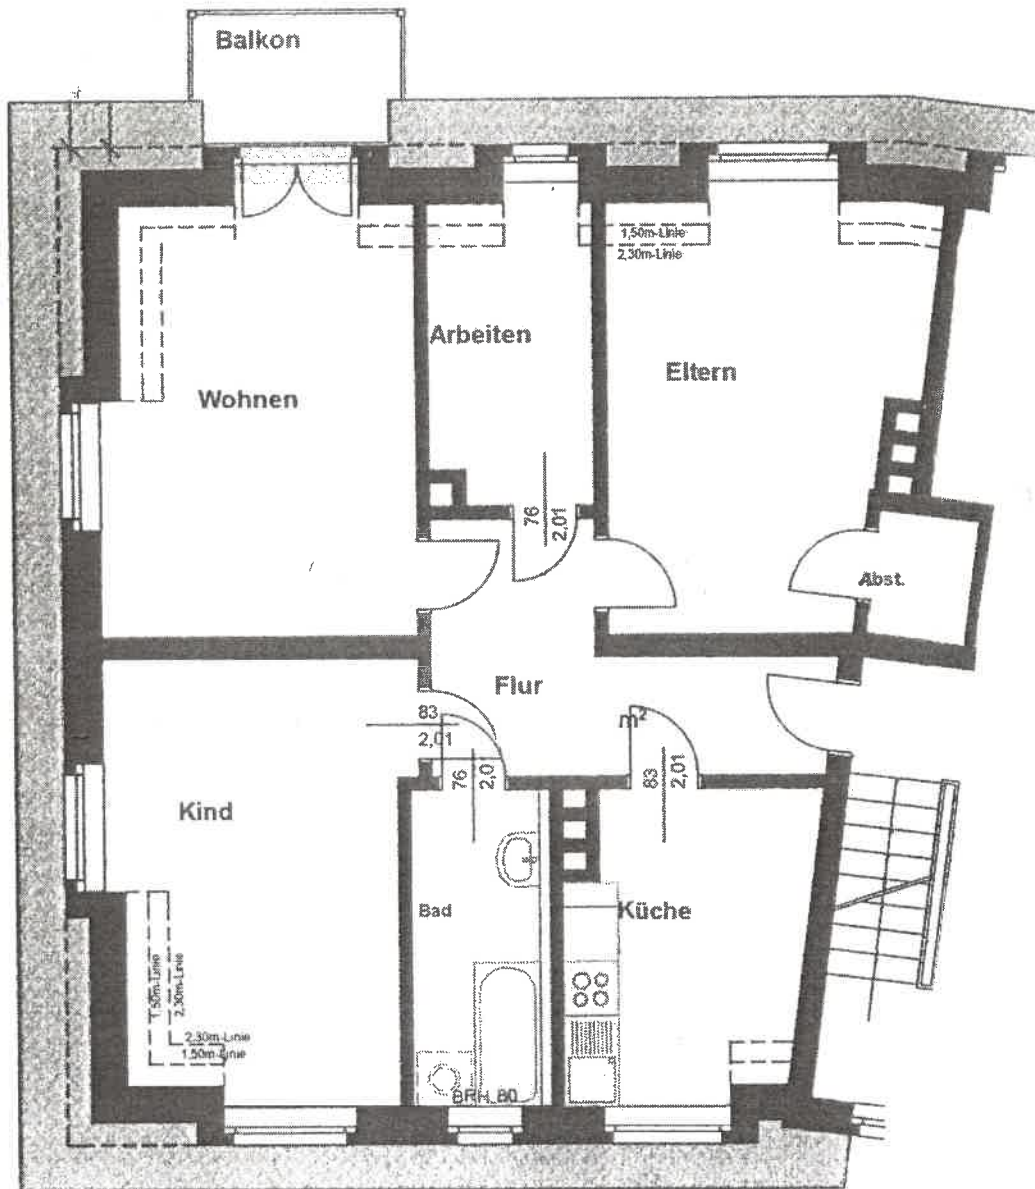 Balkon
1,50m-Linie
2,30m-Linie
Arbeiten
Eltern
Wohnen
76
2,01
Abst.
Flur
83
2,01
m²
76
2,0
83
2,01
Kind
Bad
Küche
1,50m-Linie
2,30m-Linie
2,30m-Linie
1,50m-Linie
BRH 80